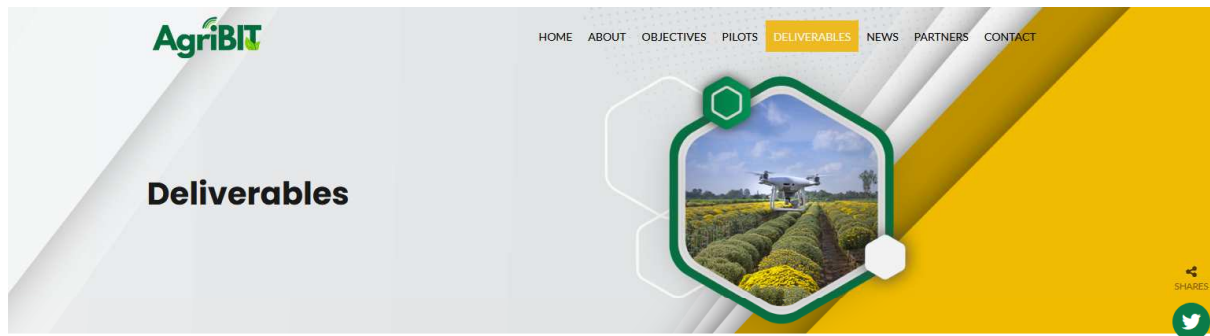 AgriBIT
HOME ABOUT OBJECTIVES PILOTS DELIVERABLES NEWS PARTNERS CONTACT
Deliverables
SHARES